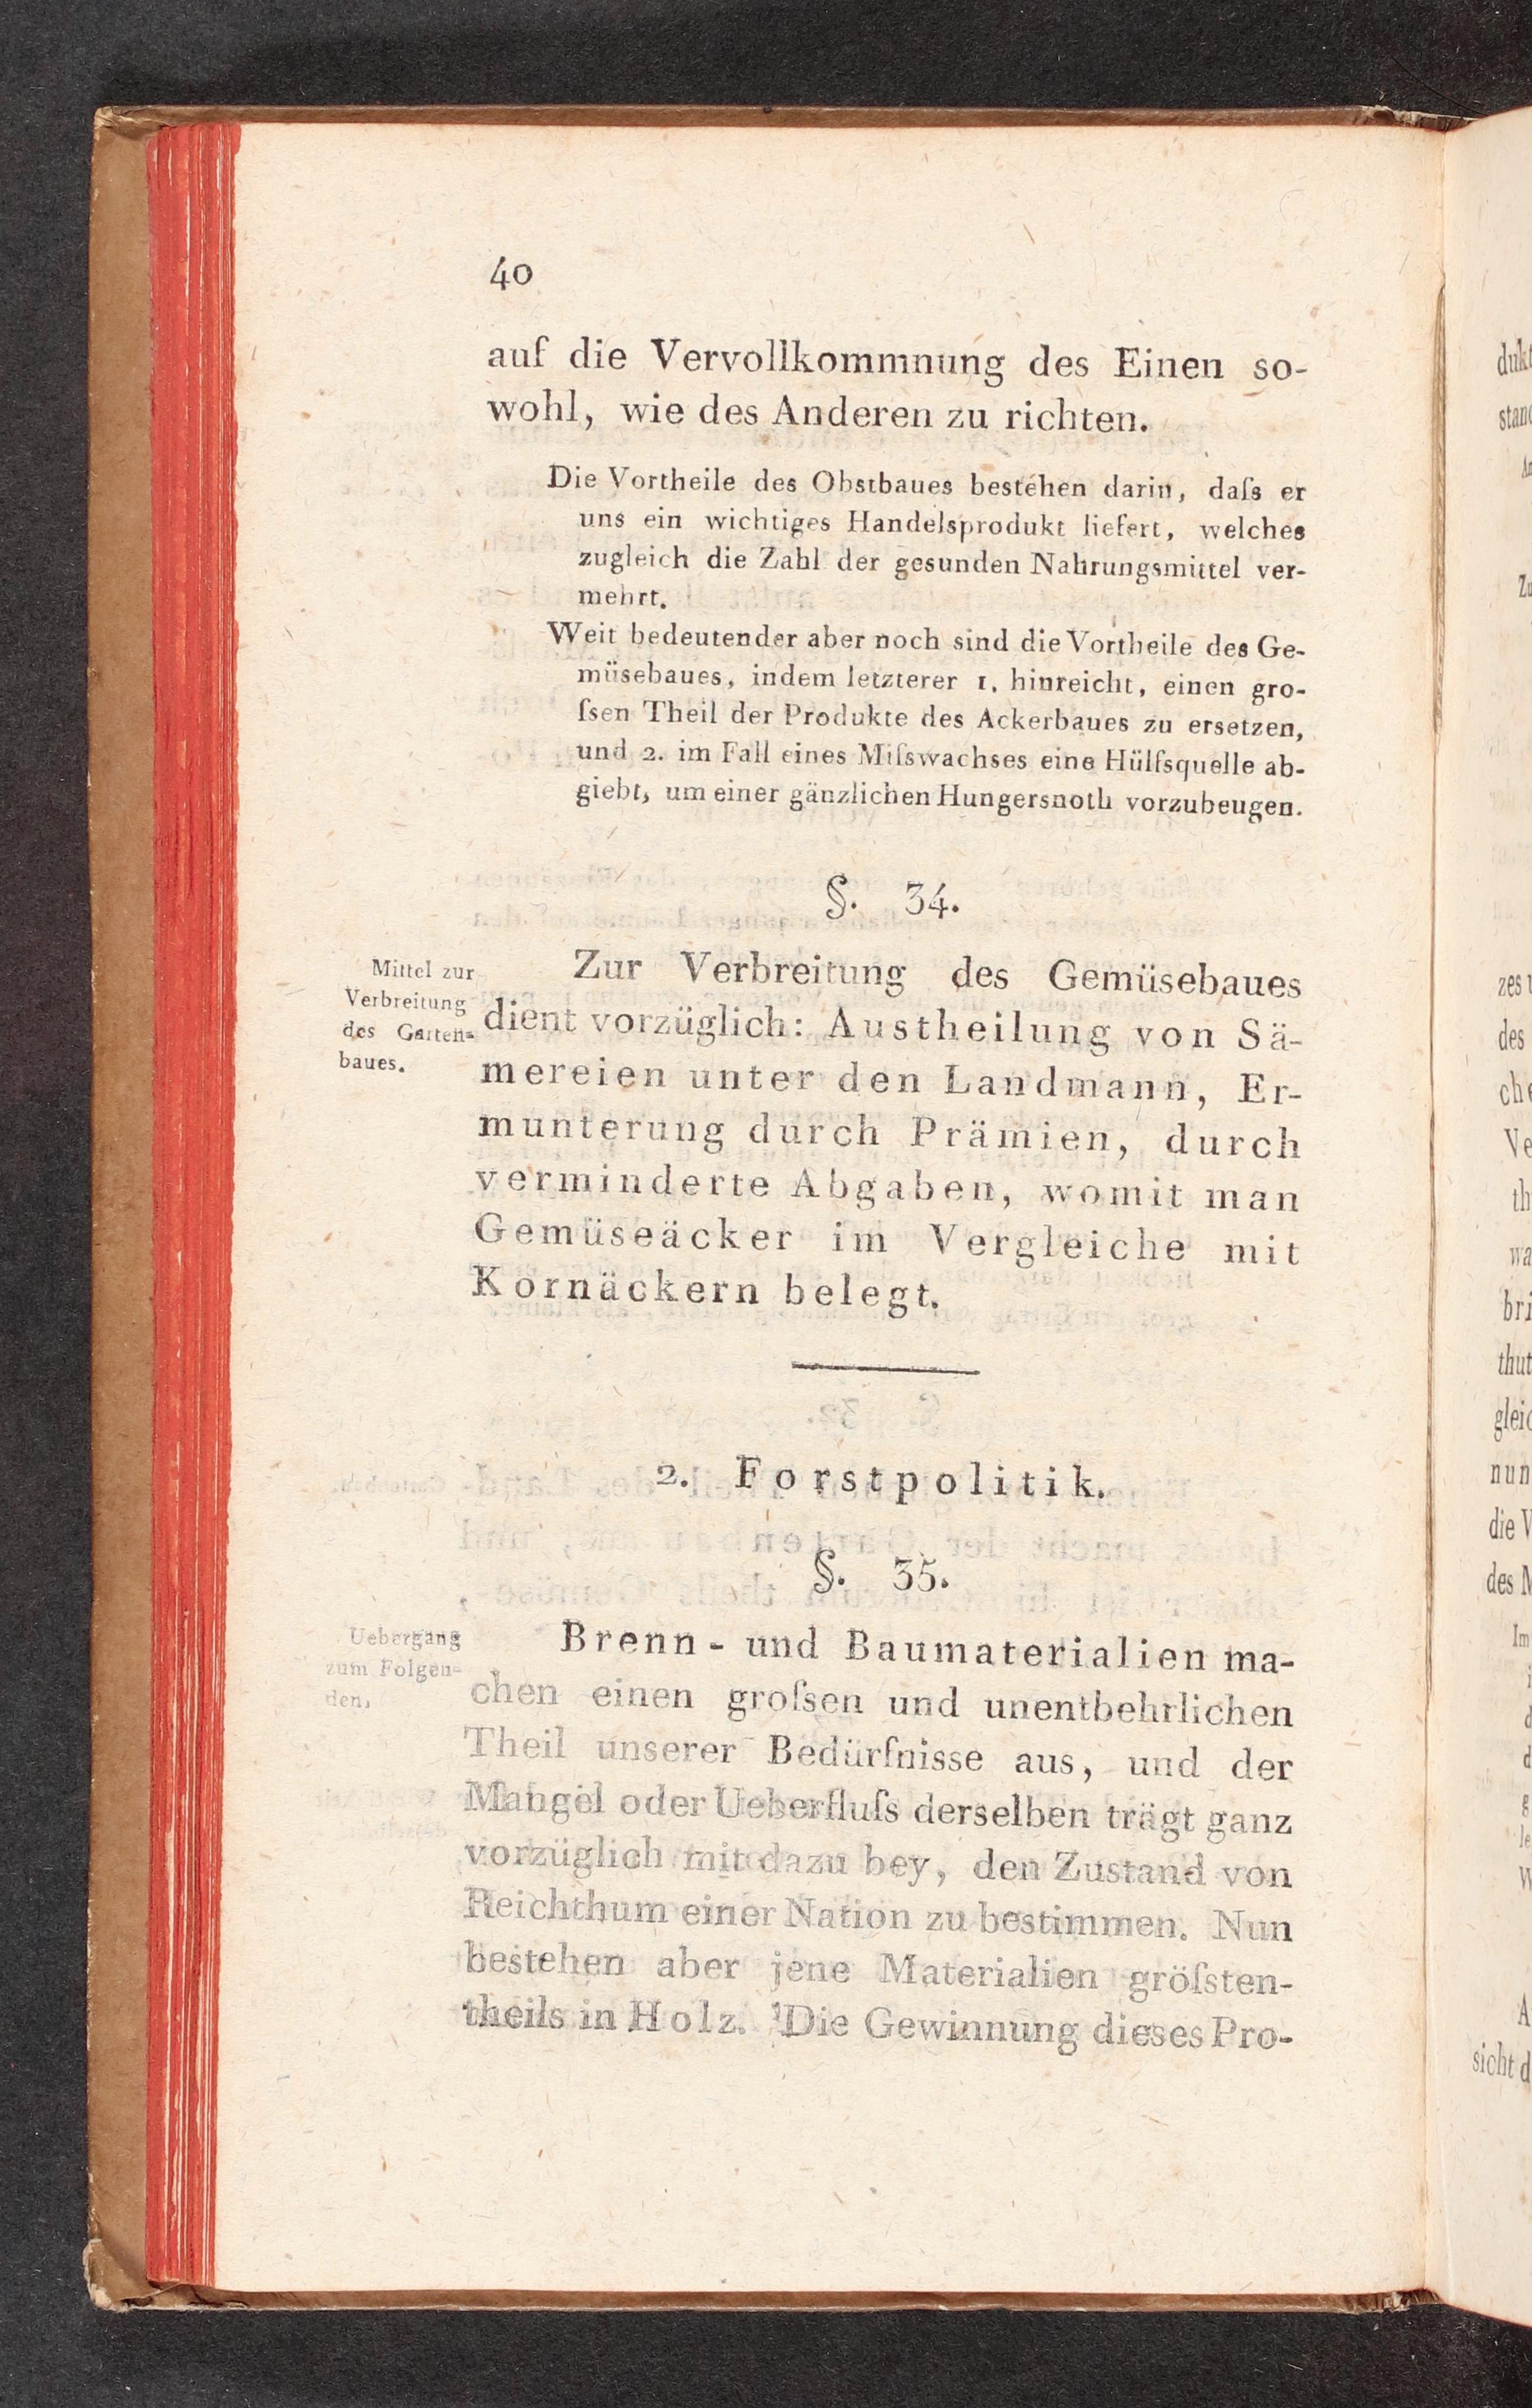 40
auf die Vervollkommnung des Einen so-
wohl, wie des Anderen zu richten.
Die Vortheile des Obstbaues bestehen darin, daſs er
uns ein wichtiges Handelsprodukt liefert, welches
zugleich die Zahl der gesunden Nahrungsmittel ver-
mehrt.
Weit bedeutender aber noch sind die Vortheile des Ge-
müsebaues, indem letzterer 1. hinreicht, einen gro-
ſsen Theil der Produkte des Ackerbaues zu ersetzen,
und 2. im Fall eines Miſswachses eine Hülfsquelle ab-
giebt, um einer gänzlichen Hungersnoth vorzubeugen.
§. 34.
Mittel zur
Verbreitung
des Garten-
baues.
Zur Verbreitung des Gemüsebaues
dient vorzüglich: Austheilung von Sä-
mereien unter den Landmann, Er-
munterung durch Prämien, durch
verminderte Abgaben, womit man
Gemüseäcker im Vergleiche mit
Kornäckern belegt.
2. Forstpolitik.
§. 35.
Uebergang
zum Folgen-
den.
Brenn- und Baumaterialien ma-
chen einen groſsen und unentbehrlichen
Theil unserer Bedürfnisse aus, und der
Mangel oder Ueberfluſs derselben trägt ganz
vorzüglich mit dazu bey, den Zustand von
Reichthum einer Nation zu bestimmen. Nun
bestehen aber jene Materialien gröſsten-
theils in Holz. Die Gewinnung dieses Pro-